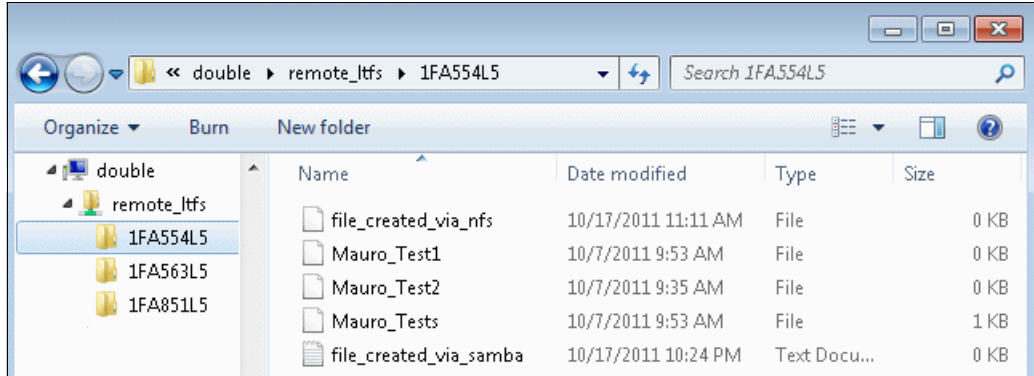 « double ▸ remote_ltfs ▸ 1FA554L5 Search 1FA554L5
Organize Burn New folder
double
remote_ltfs
1FA554L5
1FA563L5
1FA851L5
Name Date modified Type Size
file_created_via_nfs 10/17/2011 11:11 AM File 0 KB
Mauro_Test1 10/7/2011 9:53 AM File 0 KB
Mauro_Test2 10/7/2011 9:35 AM File 0 KB
Mauro_Tests 10/7/2011 9:53 AM File 1 KB
file_created_via_samba 10/17/2011 10:24 PM Text Docu... 0 KB